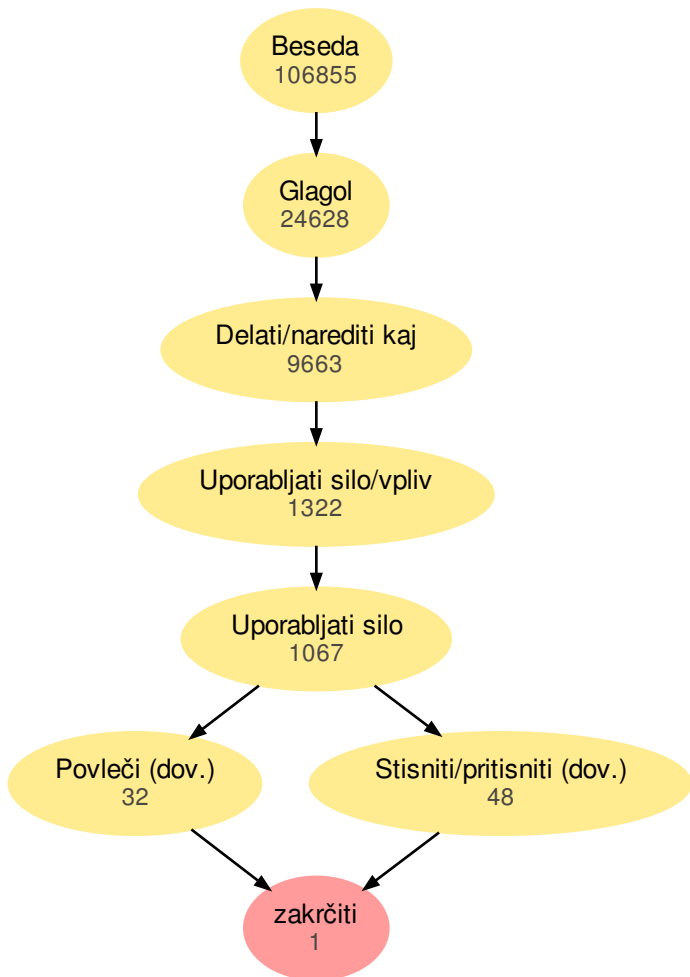 Beseda
106855
Glagol
24628
Delati/narediti kaj
9663
Uporabljati silo/vpliv
1322
Uporabljati silo
1067
Povleči (dov.)
32
Stisniti/pritisniti (dov.)
48
zakrčiti
1